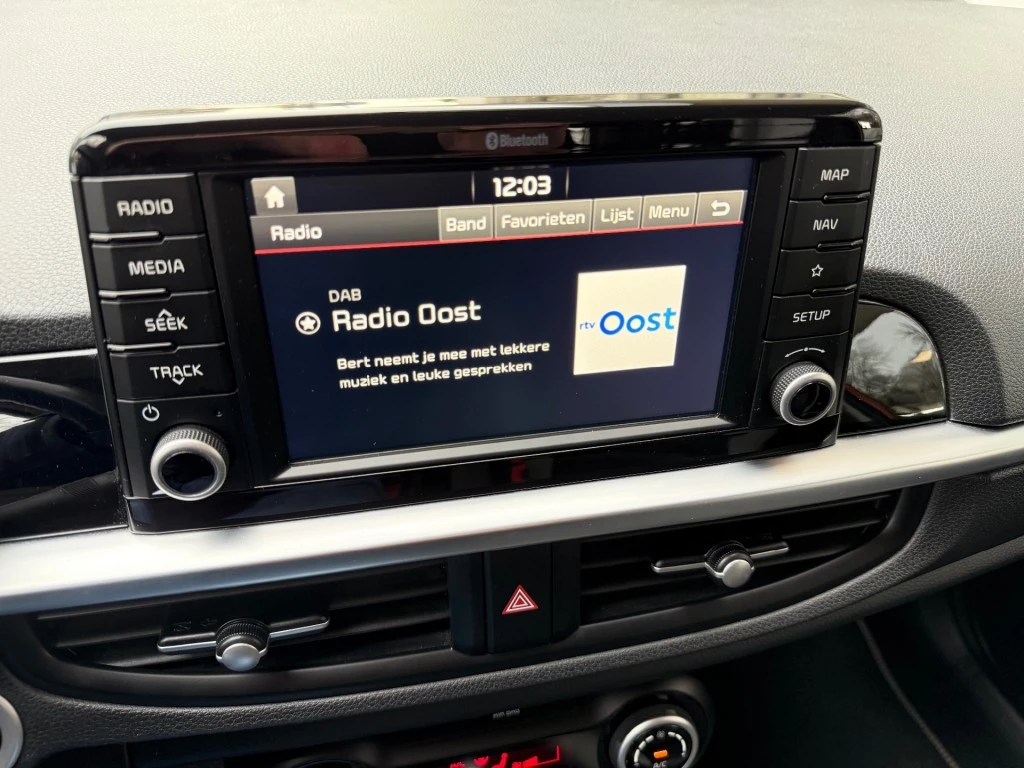 Bluetooth
RADIO
MEDIA
SEEK
TRACK
12:03
Radio
Band
Favorieten
Lijst
Menu
DAB
Radio Oost
Bert neemt je mee met lekkere
muziek en leuke gesprekken
rtv Oost
MAP
NAV
SETUP
A/C